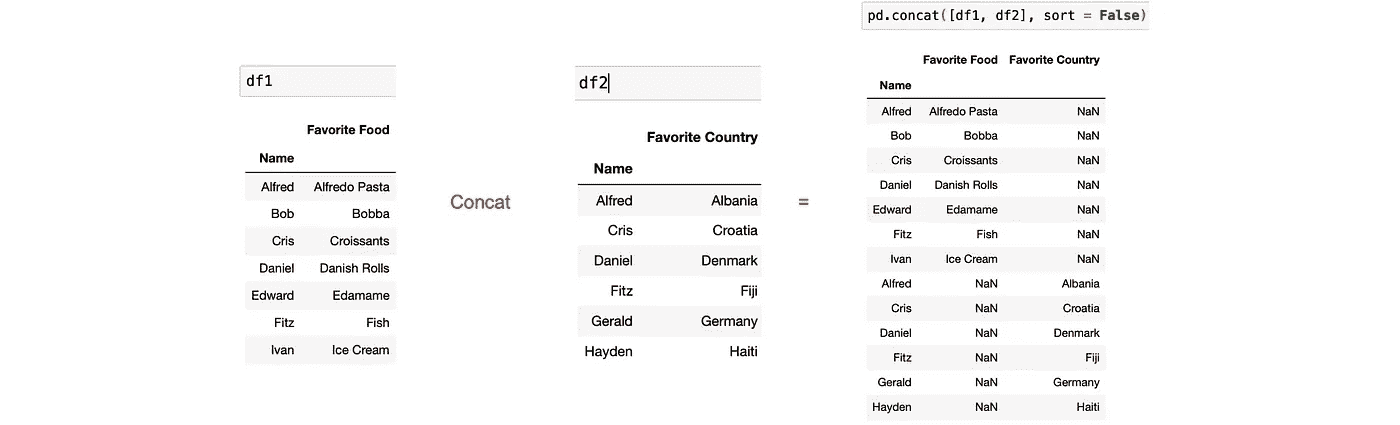 df1
Favorite Food
Name
Alfred Alfredo Pasta
Bob Bobba
Cris Croissants
Daniel Danish Rolls
Edward Edamame
Fitz Fish
Ivan Ice Cream
Concat
df2
Favorite Country
Name
Alfred Albania
Cris Croatia
Daniel Denmark
Fitz Fiji
Gerald Germany
Hayden Haiti
=
pd.concat([df1, df2], sort = False)
Favorite Food Favorite Country
Name
Alfred Alfredo Pasta NaN
Bob Bobba NaN
Cris Croissants NaN
Daniel Danish Rolls NaN
Edward Edamame NaN
Fitz Fish NaN
Ivan Ice Cream NaN
Alfred NaN Albania
Cris NaN Croatia
Daniel NaN Denmark
Fitz NaN Fiji
Gerald NaN Germany
Hayden NaN Haiti